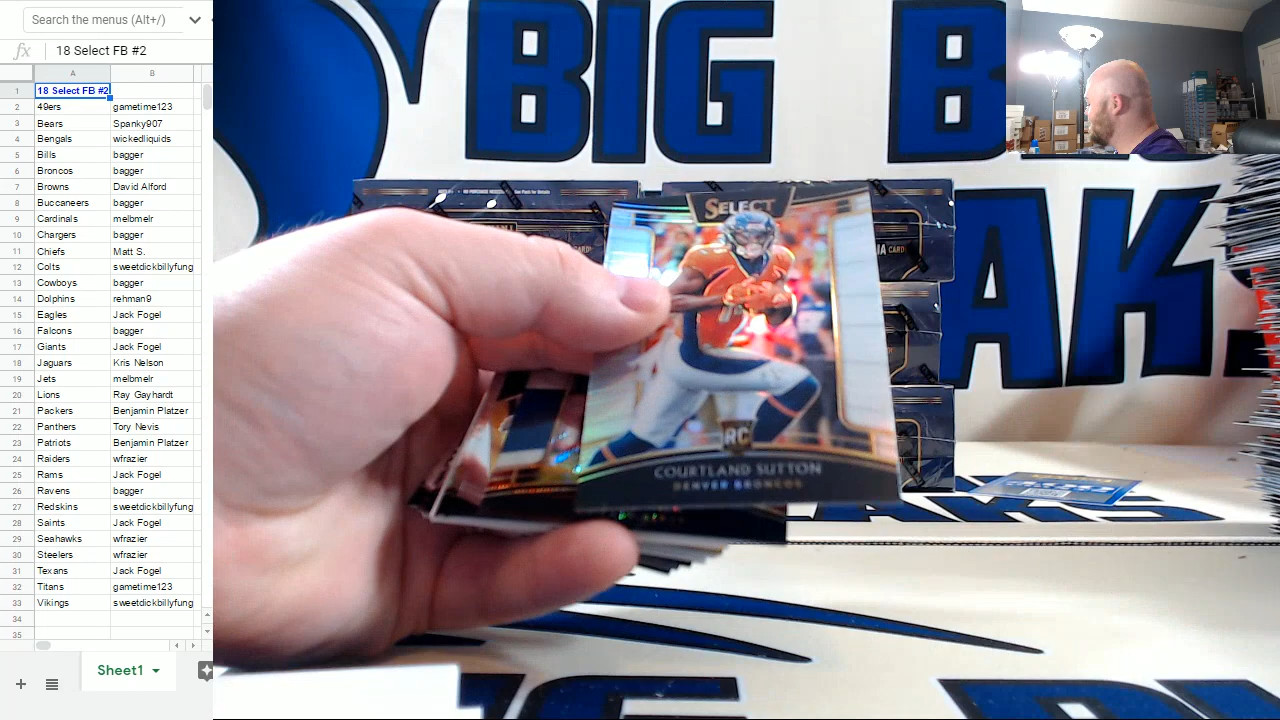 Search the menus (Alt+/)
fx 18 Select FB #2
A B
1 18 Select FB #2
2 49ers gametime123
3 Bears Spanky907
4 Bengals wickedliquids
5 Bills bagger
6 Broncos bagger
7 Browns David Alford
8 Buccaneers bagger
9 Cardinals melbmelr
10 Chargers bagger
11 Chiefs Matt S.
12 Colts sweetdickbillyfung
13 Cowboys bagger
14 Dolphins rehman9
15 Eagles Jack Fogel
16 Falcons bagger
17 Giants Jack Fogel
18 Jaguars Kris Nelson
19 Jets melbmelr
20 Lions Ray Gayhardt
21 Packers Benjamin Platzer
22 Panthers Tory Nevis
23 Patriots Benjamin Platzer
24 Raiders wfrazier
25 Rams Jack Fogel
26 Ravens bagger
27 Redskins sweetdickbillyfung
28 Saints Jack Fogel
29 Seahawks wfrazier
30 Steelers wfrazier
31 Texans Jack Fogel
32 Titans gametime123
33 Vikings sweetdickbillyfung
34
35
Sheet1
BIG B
AK
SELECT
RC
COURTLAND SUTTON
DENVER BRONCOS
CARD